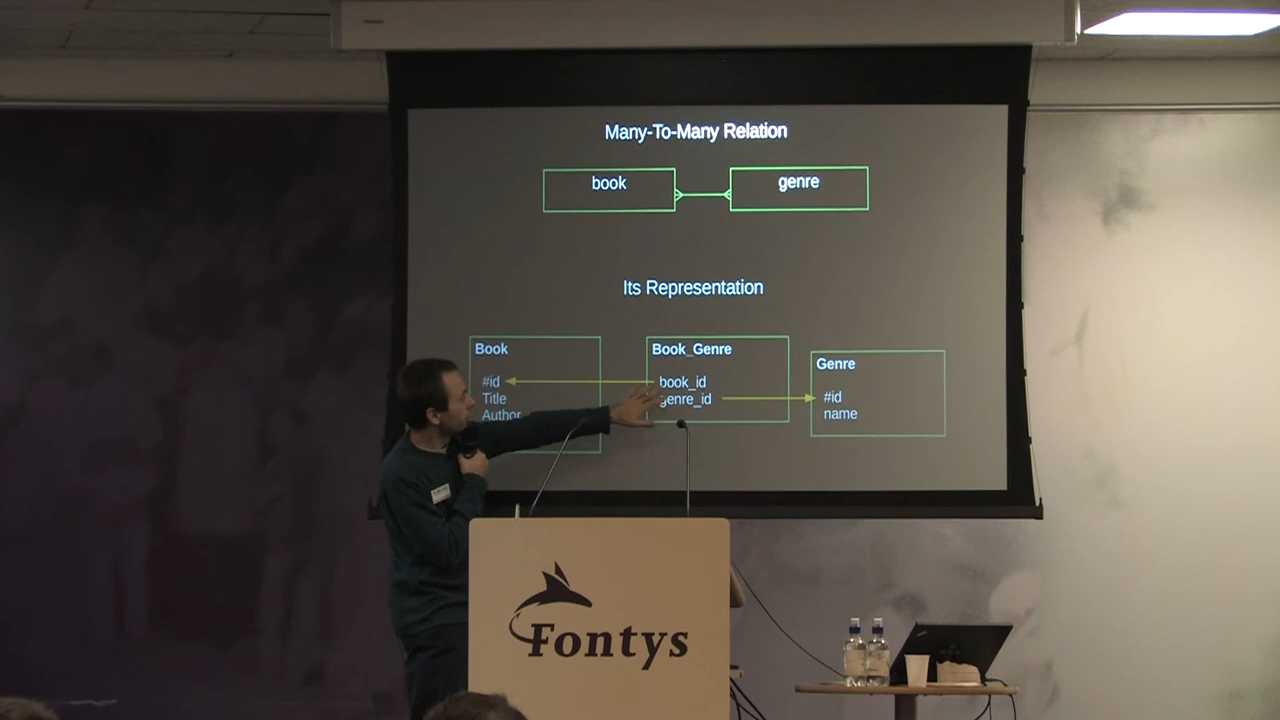 Many-To-Many Relation
book
genre
Its Representation
Book
#id
Title
Author
Book_Genre
book_id
genre_id
Genre
#id
name
Fontys